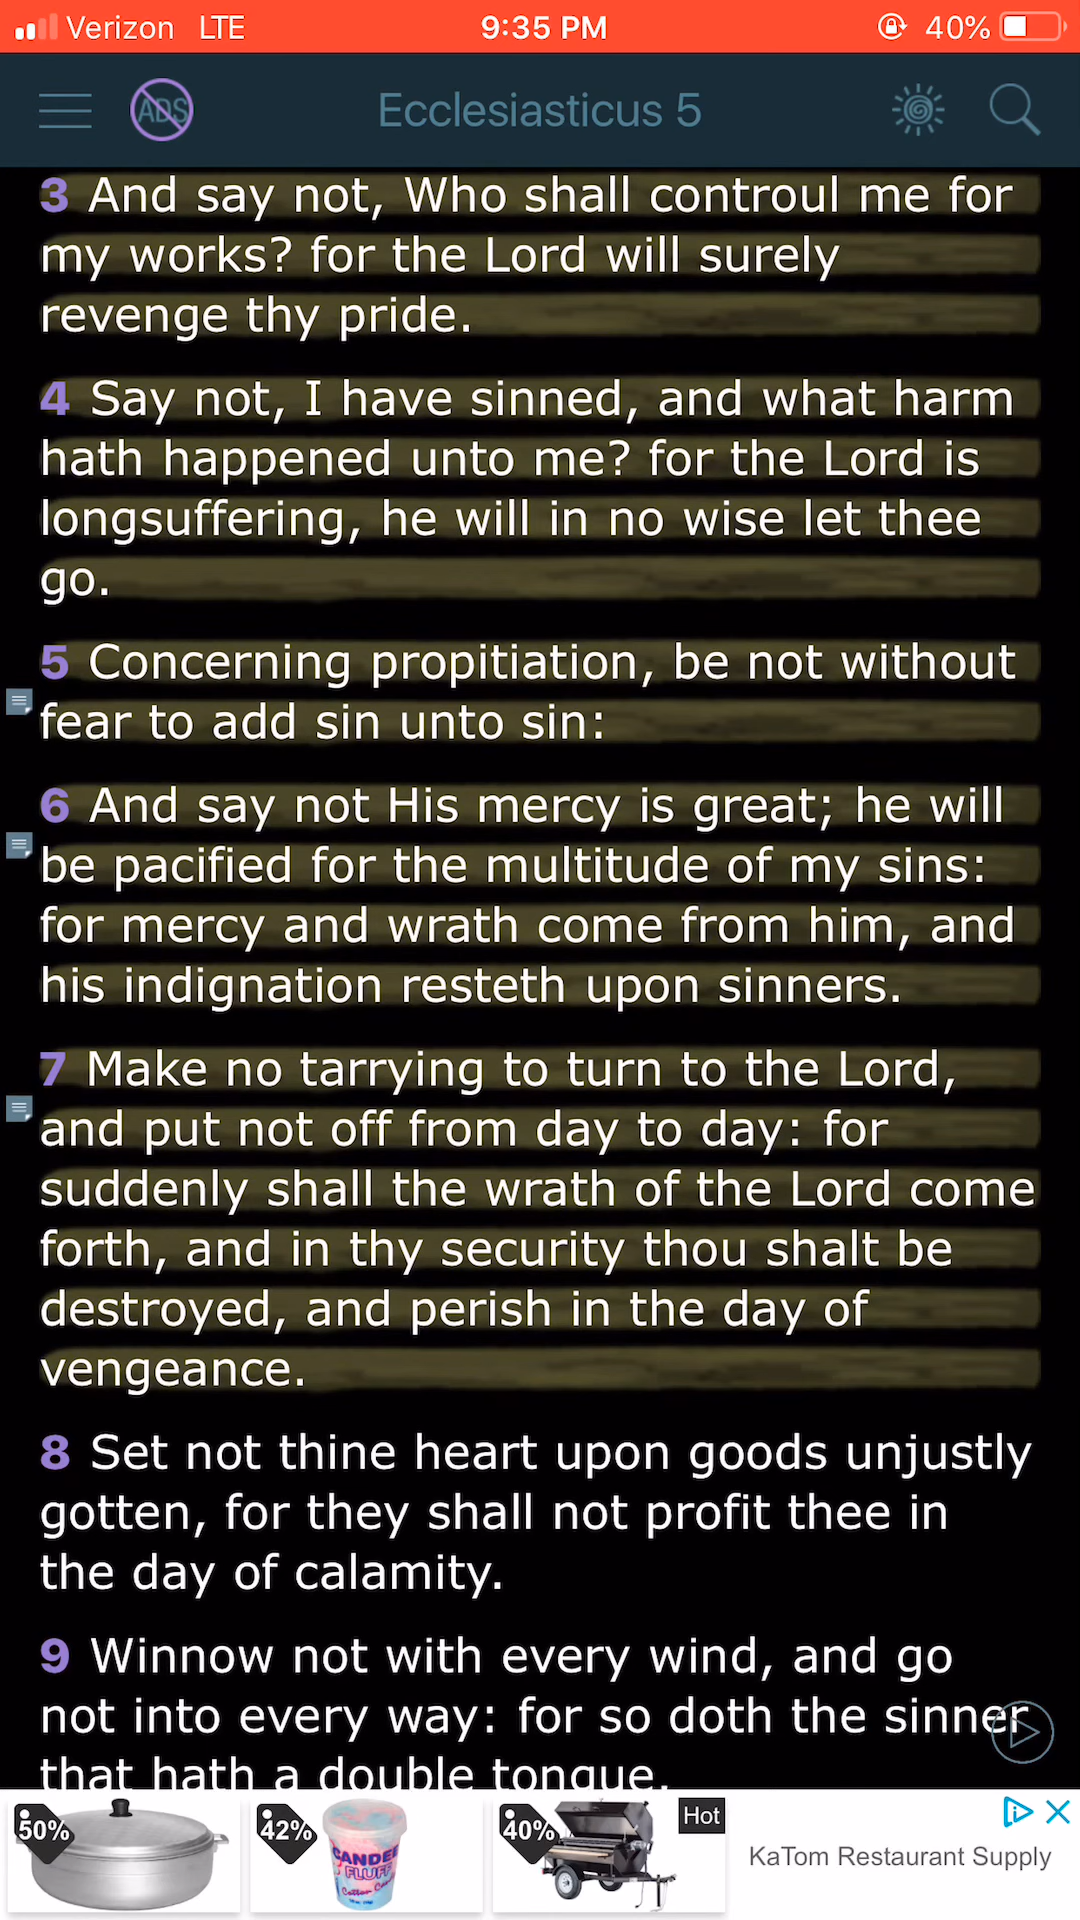 Verizon LTE 9:35 PM 40%
ADS Ecclesiasticus 5
3 And say not, Who shall controul me for
my works? for the Lord will surely
revenge thy pride.
4 Say not, I have sinned, and what harm
hath happened unto me? for the Lord is
longsuffering, he will in no wise let thee
go.
5 Concerning propitiation, be not without
fear to add sin unto sin:
6 And say not His mercy is great; he will
be pacified for the multitude of my sins:
for mercy and wrath come from him, and
his indignation resteth upon sinners.
7 Make no tarrying to turn to the Lord,
and put not off from day to day: for
suddenly shall the wrath of the Lord come
forth, and in thy security thou shalt be
destroyed, and perish in the day of
vengeance.
8 Set not thine heart upon goods unjustly
gotten, for they shall not profit thee in
the day of calamity.
9 Winnow not with every wind, and go
not into every way: for so doth the sinner
that hath a double tongue.
50% 42% 40% Hot
CANDEE
FLUFF
Cotton
KaTom Restaurant Supply